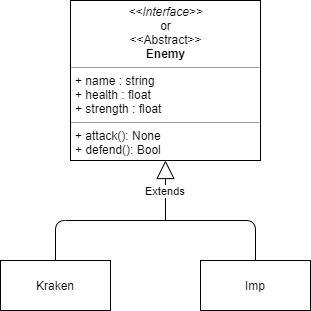 <<Interface>>
or
<<Abstract>>
Enemy
+ name : string
+ health : float
+ strength : float
+ attack(): None
+ defend(): Bool
Extends
Kraken
Imp